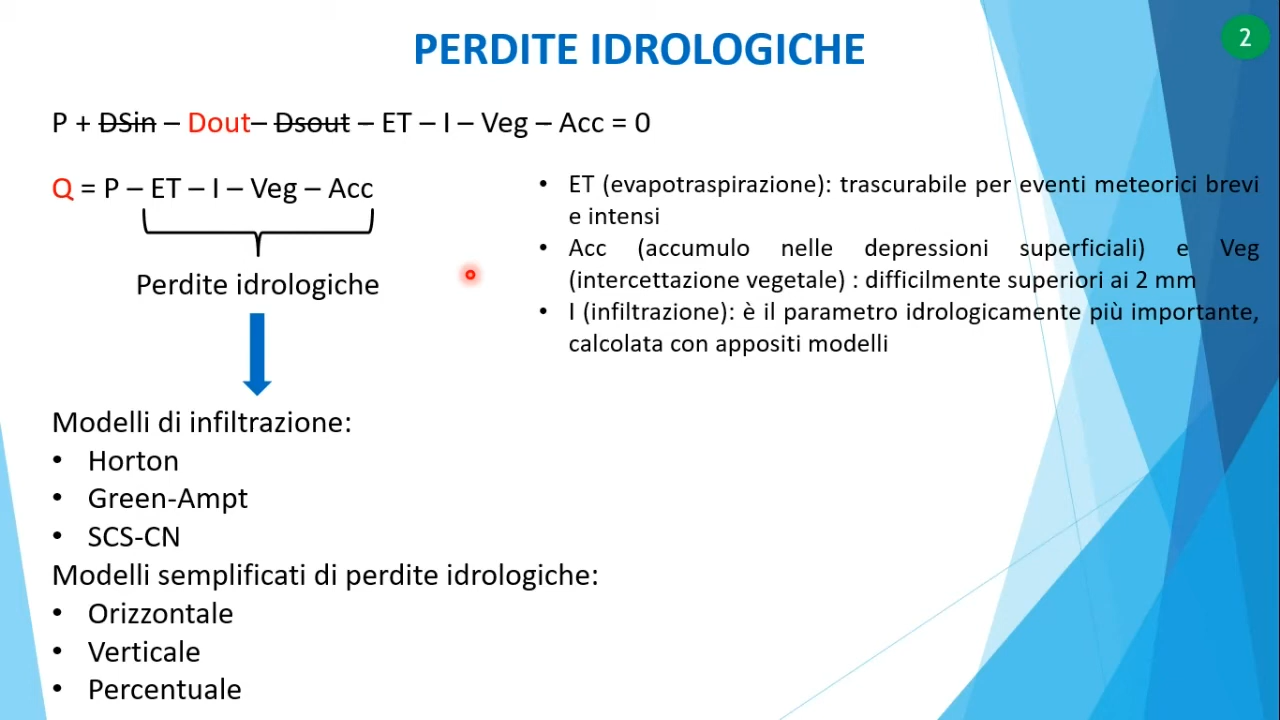 PERDITE IDROLOGICHE
2
P + DSin – Dout– Dsout – ET – I – Veg – Acc = 0
Q = P – ET – I – Veg – Acc
Perdite idrologiche
• ET (evapotraspirazione): trascurabile per eventi meteorici brevi
e intensi
• Acc (accumulo nelle depressioni superficiali) e Veg
(intercettazione vegetale) : difficilmente superiori ai 2 mm
• I (infiltrazione): è il parametro idrologicamente più importante,
calcolata con appositi modelli
Modelli di infiltrazione:
• Horton
• Green-Ampt
• SCS-CN
Modelli semplificati di perdite idrologiche:
• Orizzontale
• Verticale
• Percentuale